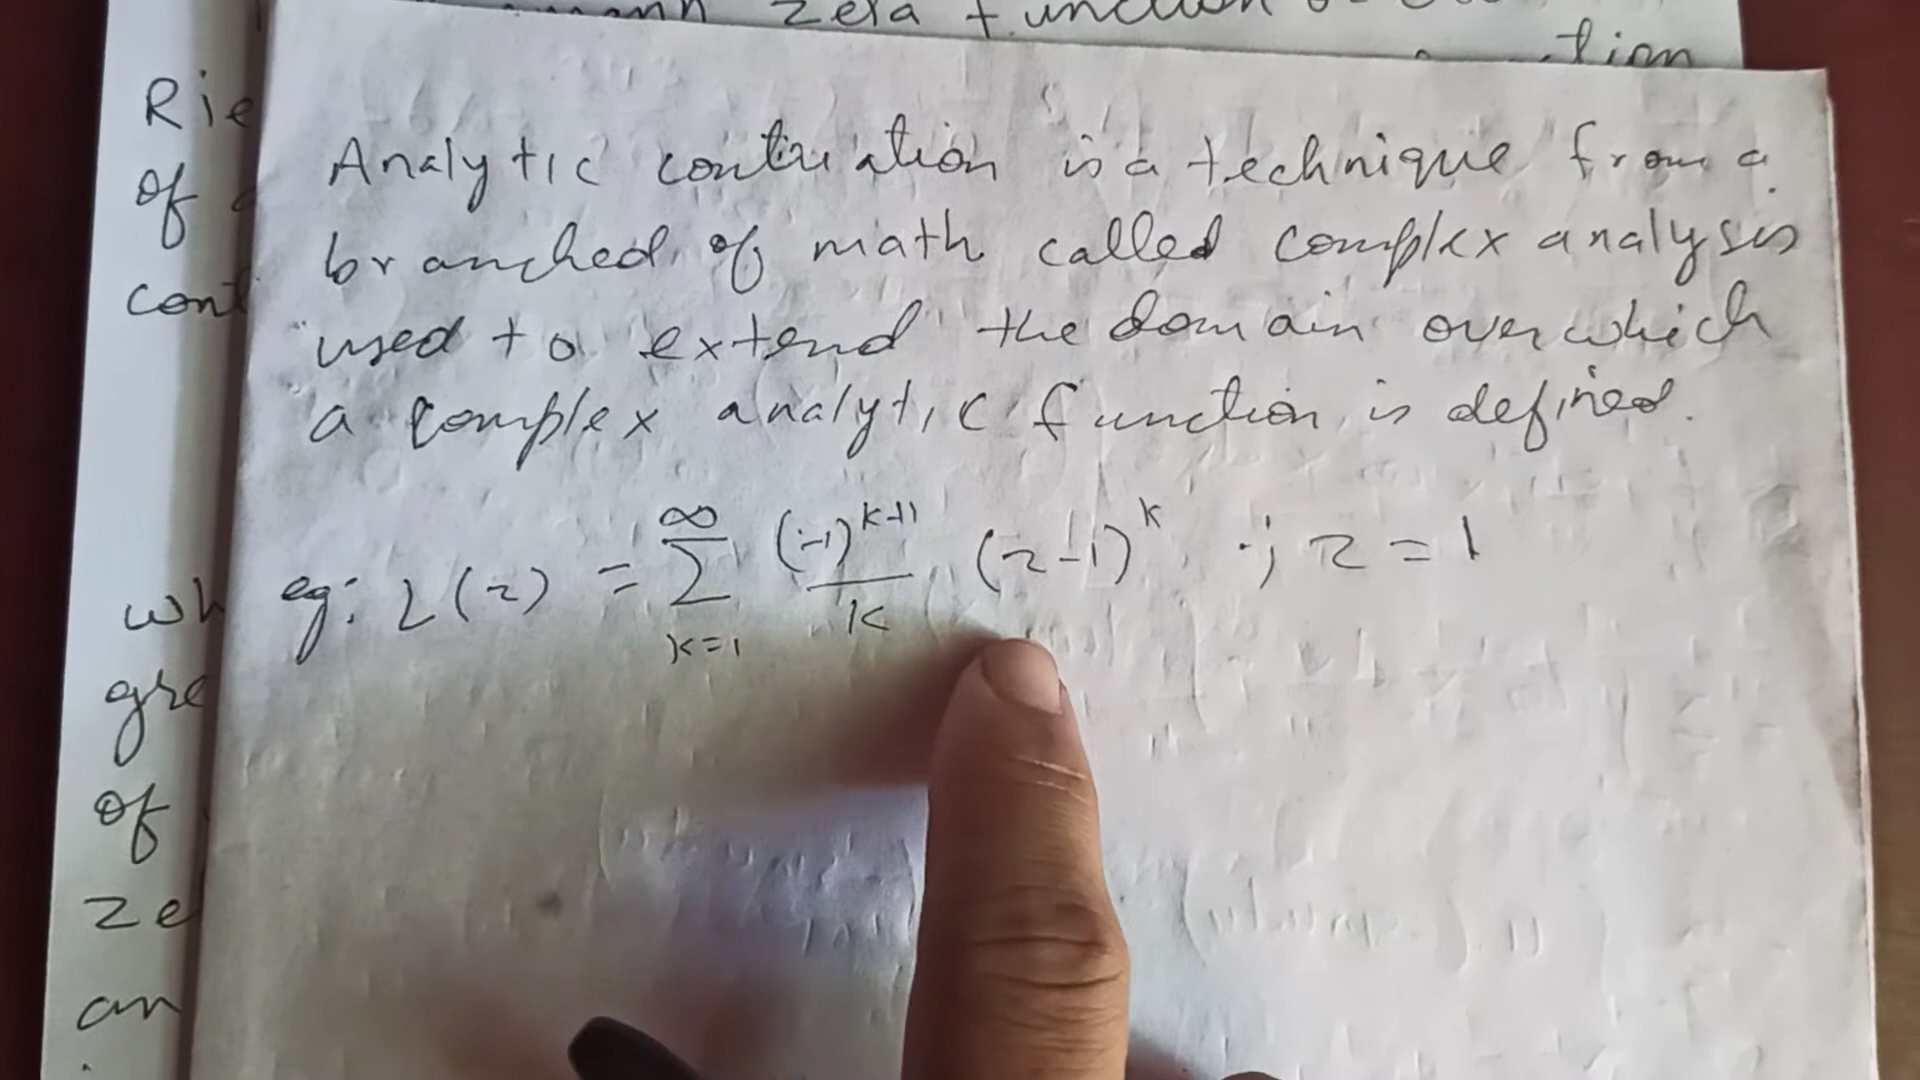 zeta function
tion
Rie
of
cont
wh
gre
of
ze
an
Analytic contiuation is a technique from a
branched of math called complex analysis
used to extend the domain over which
a complex analytic function is defined.
eg: L(z) = ∞ ∑ k=1 (-1)^{k+1} / k (z-1)^k ; z = 1